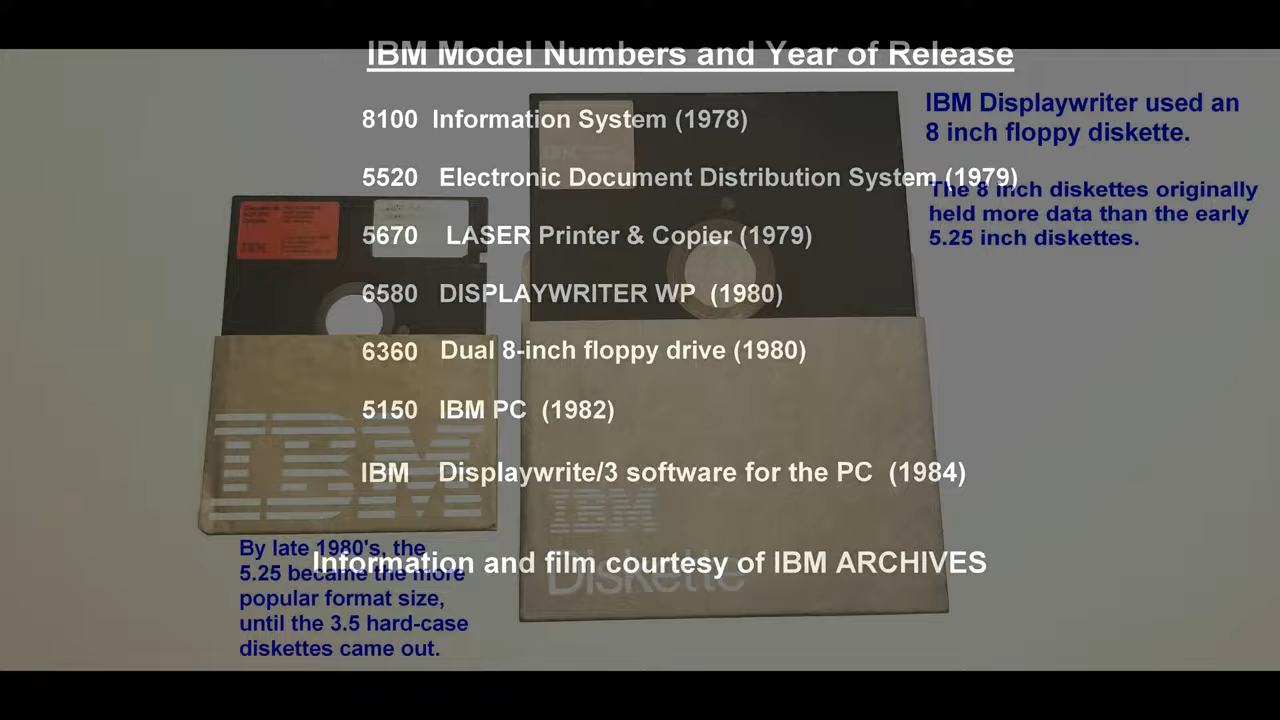 IBM Model Numbers and Year of Release
8100 Information System (1978)
5520 Electronic Document Distribution System (1979)
5670 LASER Printer & Copier (1979)
6580 DISPLAYWRITER WP (1980)
6360 Dual 8-inch floppy drive (1980)
5150 IBM PC (1982)
IBM Displaywrite/3 software for the PC (1984)
Information and film courtesy of IBM ARCHIVES
IBM Displaywriter used an
8 inch floppy diskette.
The 8 inch diskettes originally
held more data than the early
5.25 inch diskettes.
By late 1980's, the
5.25 became the more
popular format size,
until the 3.5 hard-case
diskettes came out.
IBM
IBM
IBM
Diskette